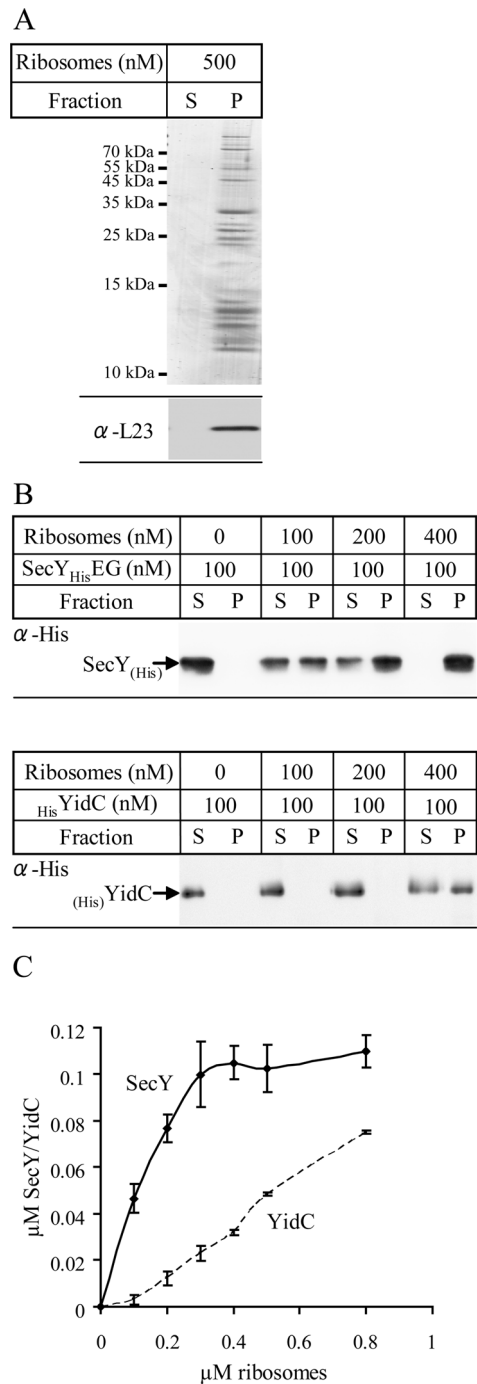 A
Ribosomes (nM) 500
Fraction S P
70 kDa
55 kDa
45 kDa
35 kDa
25 kDa
15 kDa
10 kDa
α-L23
B
Ribosomes (nM) 0 100 200 400
SecYHisEG (nM) 100 100 100 100
Fraction S P S P S P S P
α-His
SecY(His)
Ribosomes (nM) 0 100 200 400
HisYidC (nM) 100 100 100 100
Fraction S P S P S P S P
α-His
(His)YidC
C
0.12
0.1
0.08
0.06
0.04
0.02
0
µM SecY/YidC
SecY
YidC
0 0.2 0.4 0.6 0.8 1
µM ribosomes